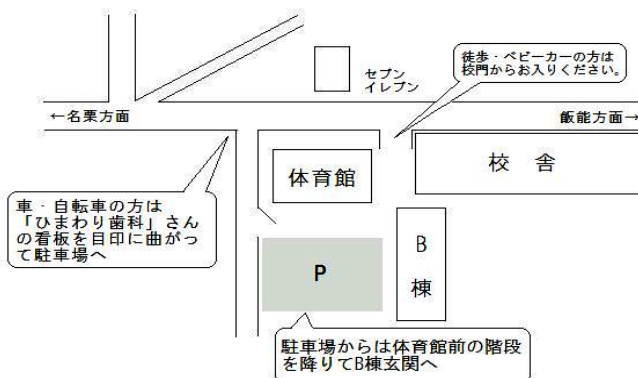 徒歩・ベビーカーの方は
校門からお入りください。
セブン
イレブン
←名栗方面
飯能方面→
体育館
校　舎
車・自転車の方は
「ひまわり歯科」さん
の看板を目印に曲がっ
て駐車場へ
B
棟
P
駐車場からは体育館前の階段
を降りてB棟玄関へ